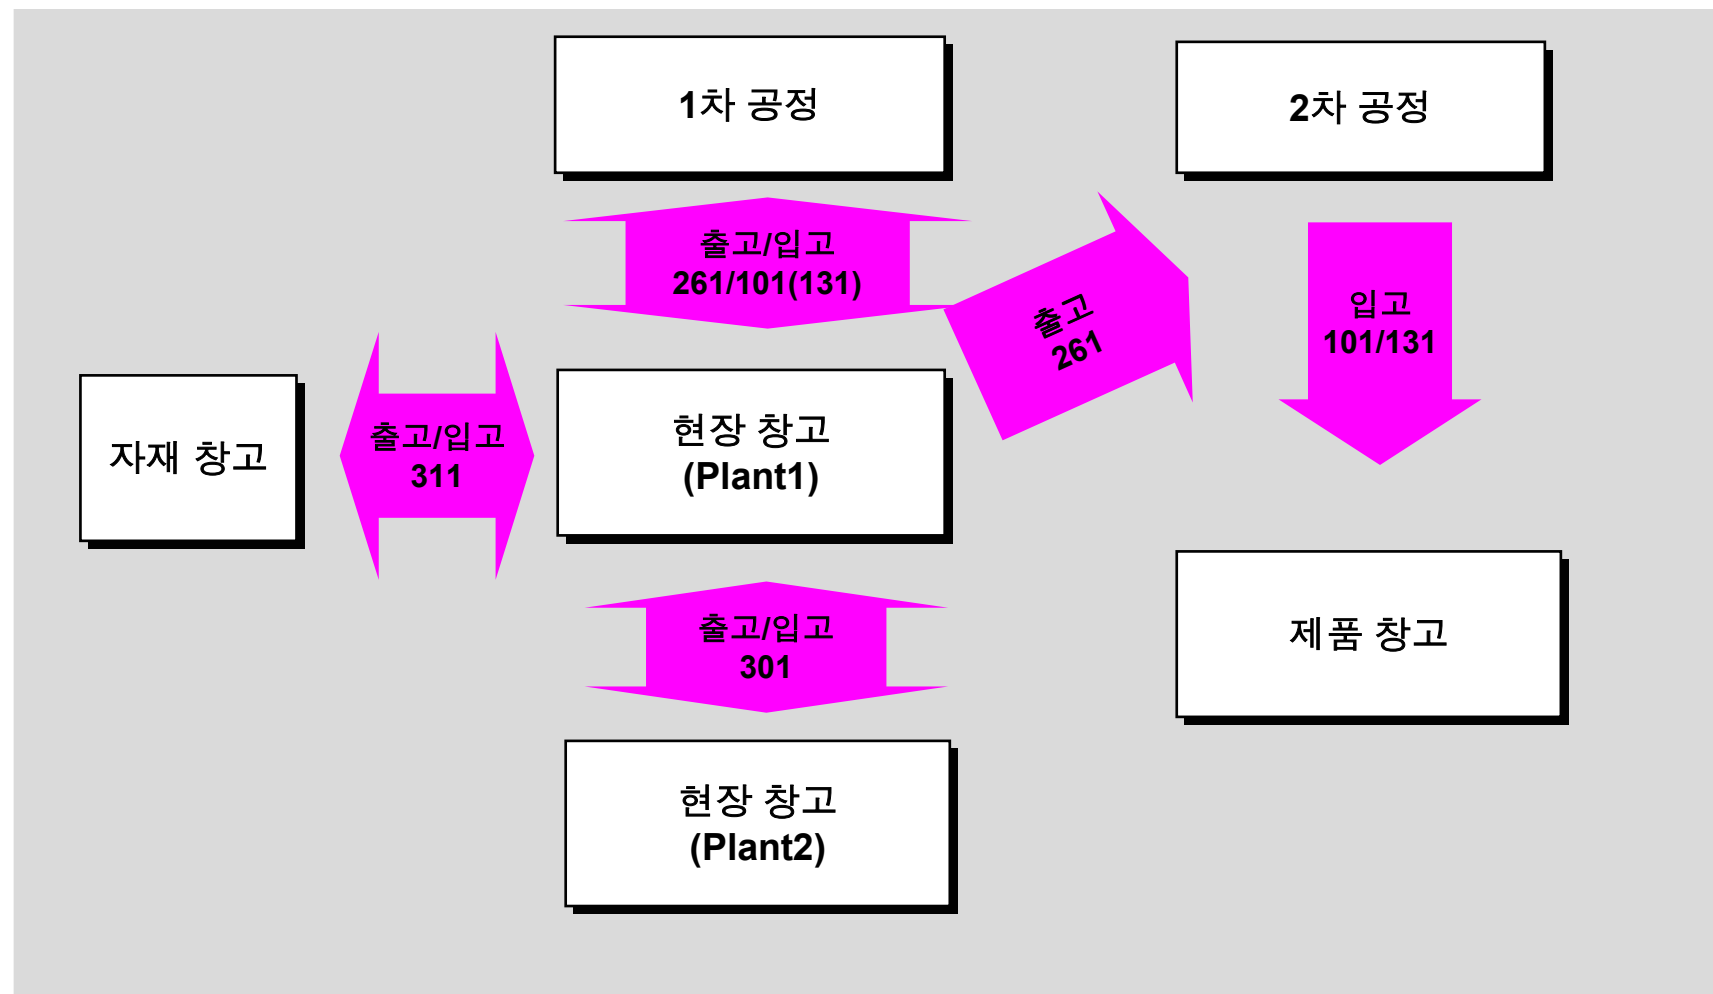 1차 공정
2차 공정
출고/입고
261/101(131)
출고
261
입고
101/131
자재 창고
출고/입고
311
현장 창고
(Plant1)
출고/입고
301
제품 창고
현장 창고
(Plant2)